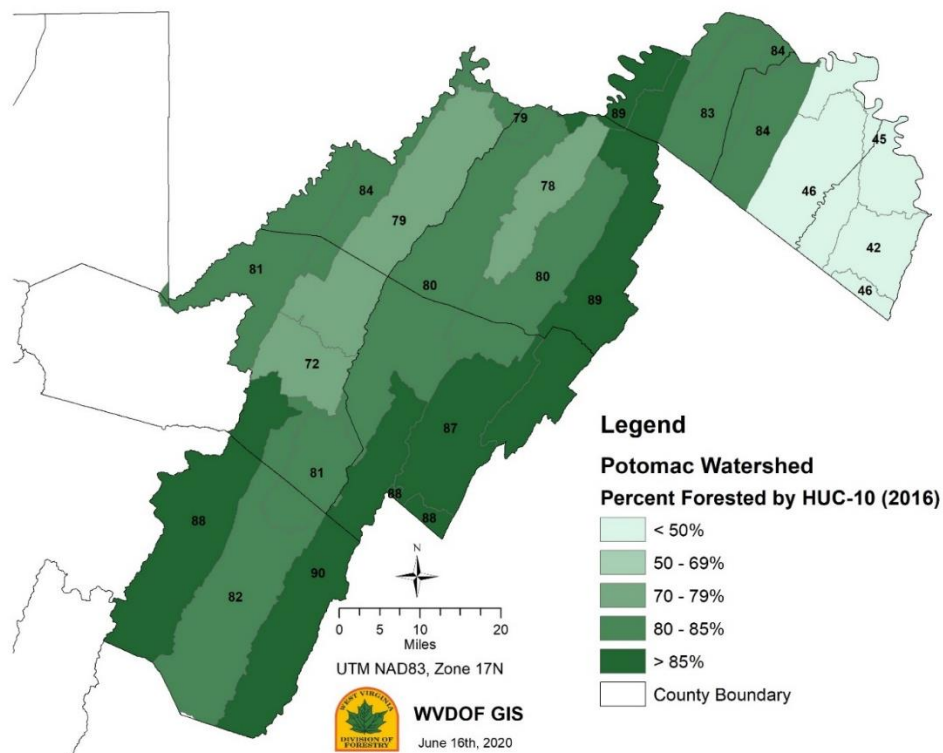 84
79
89
83
84
45
84
78
79
46
81
80
80
42
89
46
72
87
81
88
88
88
90
82
N
0 5 10 20
Miles
UTM NAD83, Zone 17N
WEST VIRGINIA
DIVISION OF
FORESTRY
WVDOF GIS
June 16th, 2020
Legend
Potomac Watershed
Percent Forested by HUC-10 (2016)
< 50%
50 - 69%
70 - 79%
80 - 85%
> 85%
County Boundary